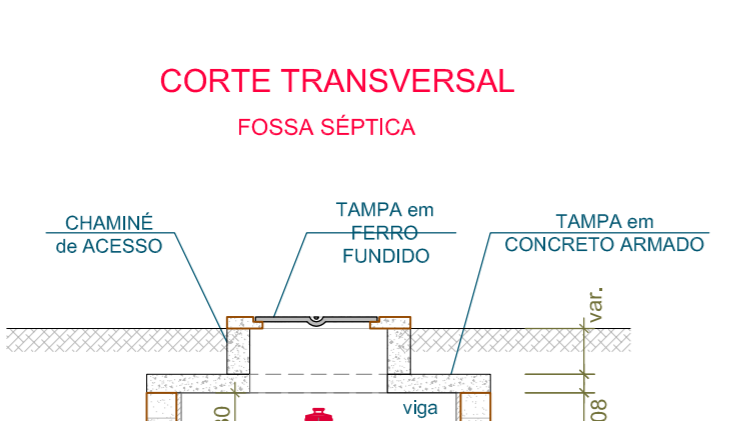 CORTE TRANSVERSAL
FOSSA SÉPTICA
CHAMINÉ
de ACESSO
TAMPA em
FERRO
FUNDIDO
TAMPA em
CONCRETO ARMADO
var.
viga
08